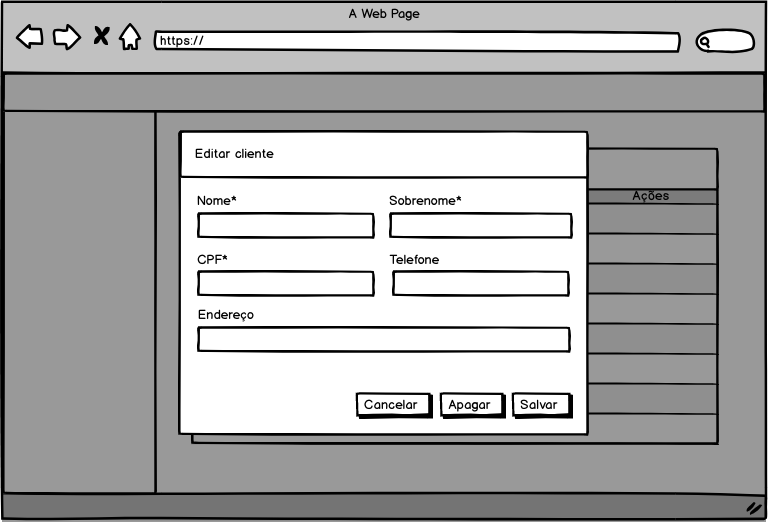 A Web Page
https://
Editar cliente
Ações
Nome* Sobrenome*
CPF* Telefone
Endereço
Cancelar Apagar Salvar